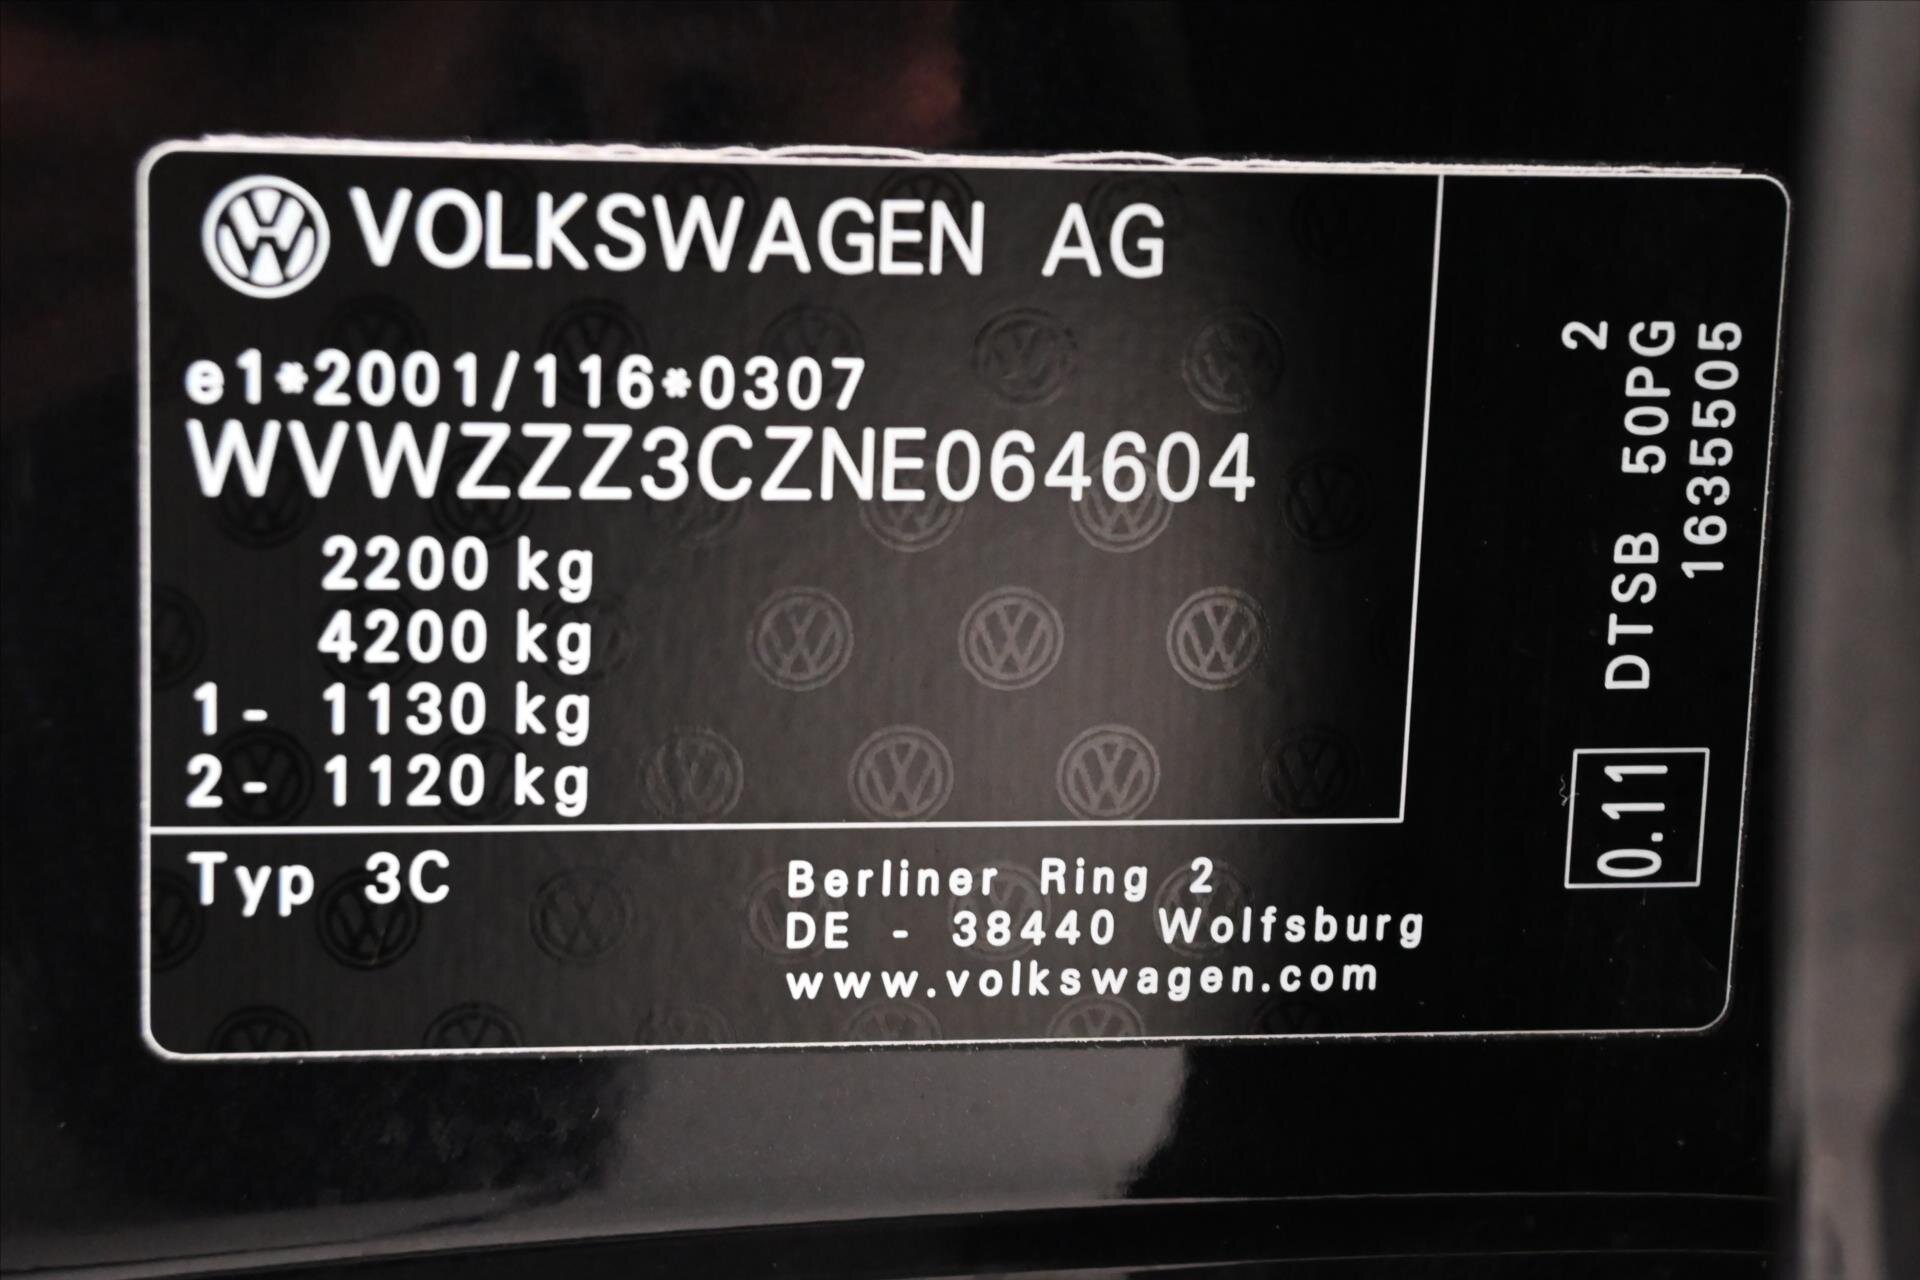 VOLKSWAGEN AG
e1*2001/116*0307
WVWZZZ3CZNE064604
2200 kg
4200 kg
1- 1130 kg
2- 1120 kg
Typ 3C
Berliner Ring 2
DE - 38440 Wolfsburg
www.volkswagen.com
2
0.11 DTSB 50PG
1635505